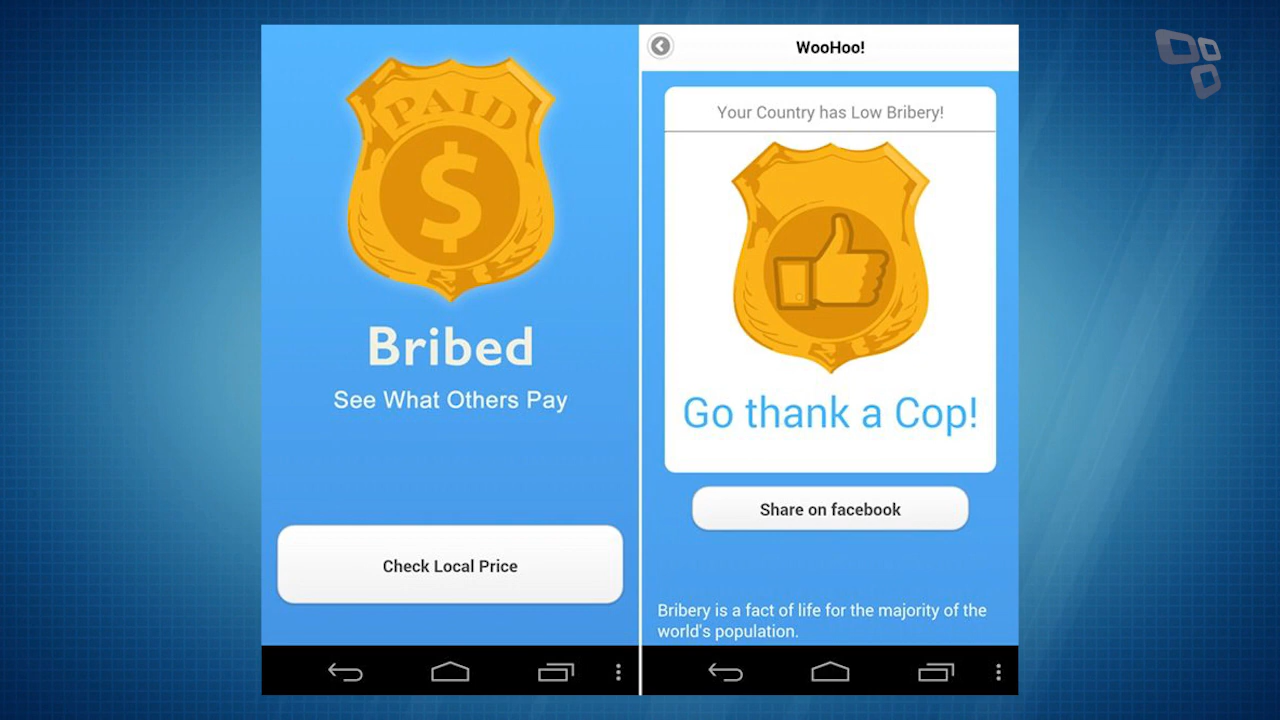 PAID
$
Bribed
See What Others Pay
Check Local Price
WooHoo!
Your Country has Low Bribery!
Go thank a Cop!
Share on facebook
Bribery is a fact of life for the majority of the
world's population.